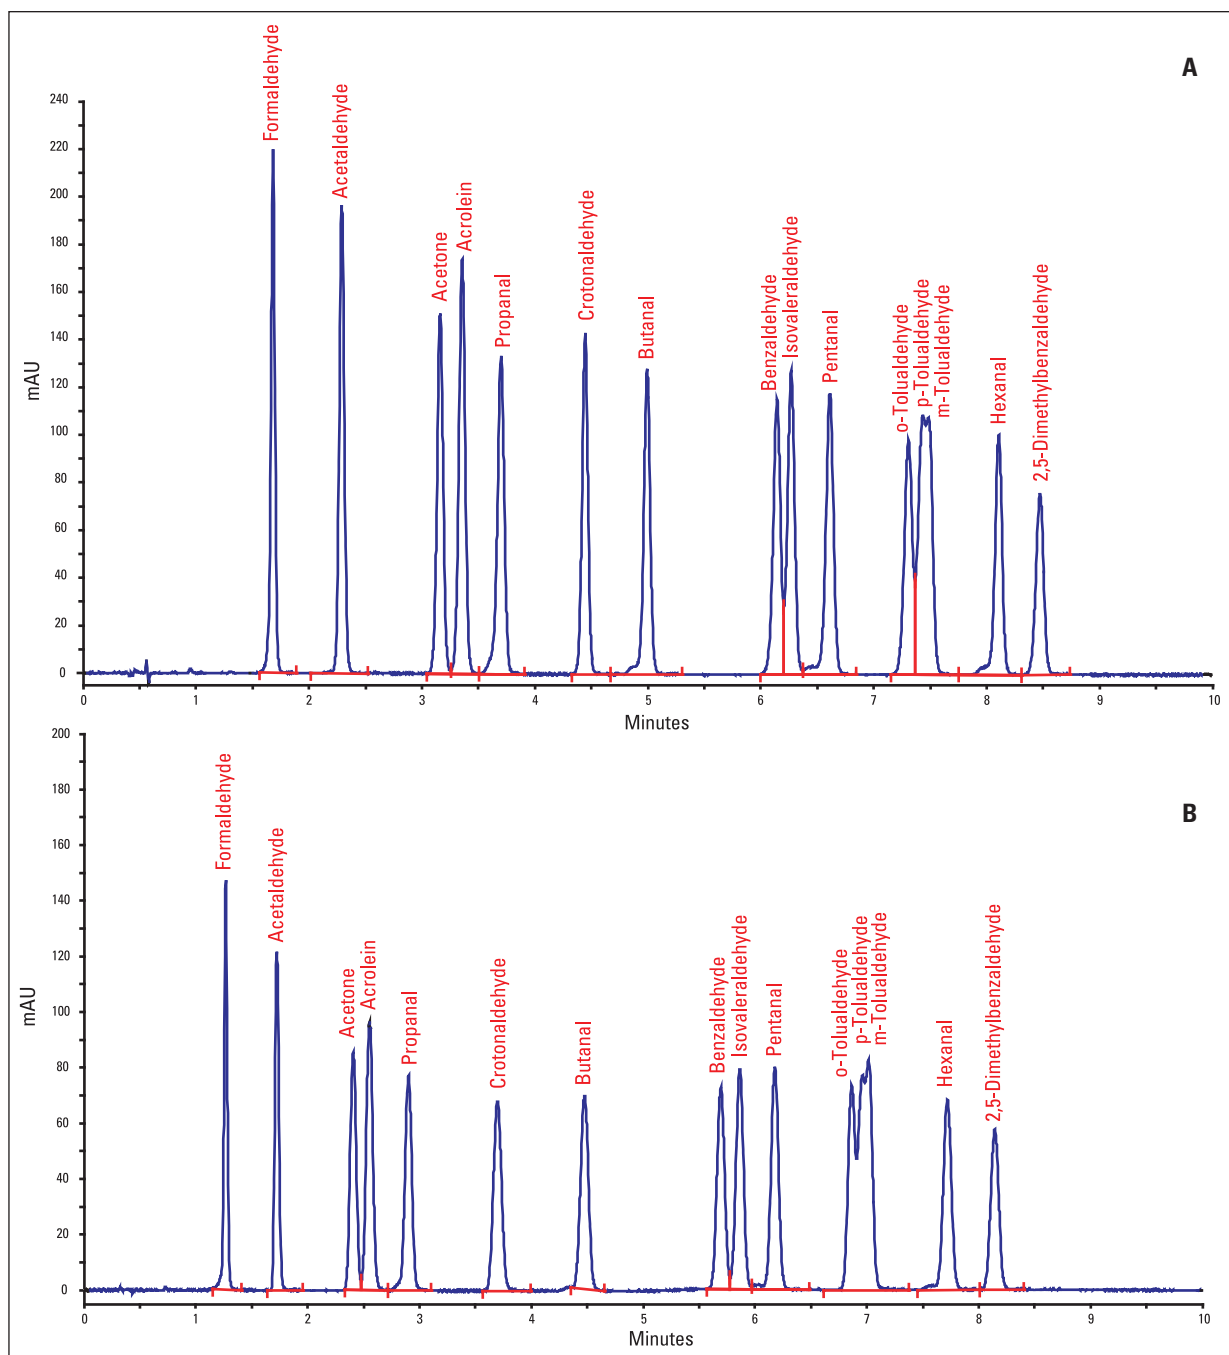 A
Formaldehyde
Acetaldehyde
Acetone
Acrolein
Propanal
Crotonaldehyde
Butanal
Benzaldehyde
Isovaleraldehyde
Pentanal
o-Tolualdehyde
p-Tolualdehyde
m-Tolualdehyde
Hexanal
2,5-Dimethylbenzaldehyde
240
220
200
180
160
140
120
100
80
60
40
20
0
mAU
0 1 2 3 4 5 6 7 8 9 10
Minutes
B
Formaldehyde
Acetaldehyde
Acetone
Acrolein
Propanal
Crotonaldehyde
Butanal
Benzaldehyde
Isovaleraldehyde
Pentanal
o-Tolualdehyde
p-Tolualdehyde
m-Tolualdehyde
Hexanal
2,5-Dimethylbenzaldehyde
200
180
160
140
120
100
80
60
40
20
0
mAU
0 1 2 3 4 5 6 7 8 9 10
Minutes